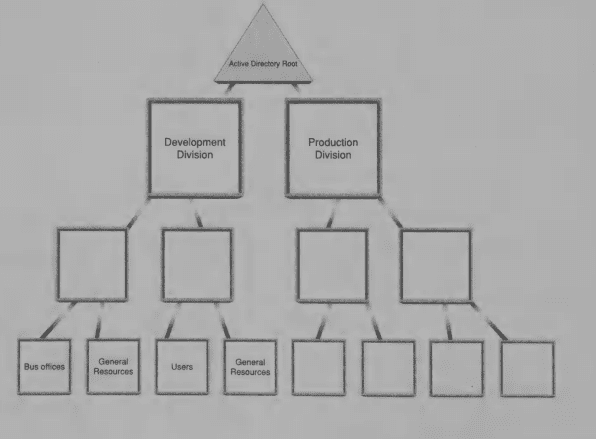 Active Directory Root
Development
Division
Production
Division
Bus offices
General
Resources
Users
General
Resources